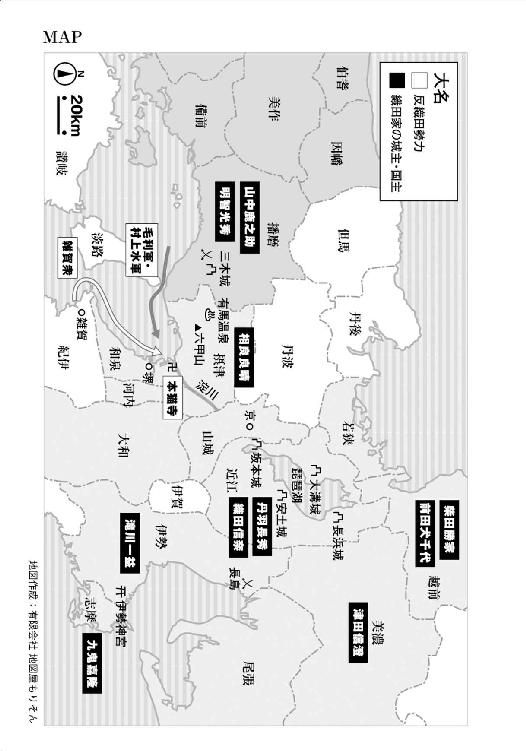 MAP
大名
反織田勢力
織田家の城主・国主
伯耆
美作
備前
因幡
播磨
但馬
丹後
丹波
若狭
山中鹿之助
明智光秀
三木城
有馬温泉
六甲山
摂津
相良良晴
淀川
京
山城
毛利軍・
村上水軍
淡路
雑賀衆
雑賀
紀伊
和泉
堺
河内
本猫寺
卍
大和
讃岐
N
20km
坂本城
琵琶湖
大溝城
安土城
長浜城
近江
丹羽長秀
織田信奈
伊賀
伊勢
滝川一益
長島
伊勢神宮
志摩
九鬼嘉隆
柴田勝家
前田犬千代
越前
美濃
津田信澄
尾張
地図作成：有限会社 地図屋もりそん